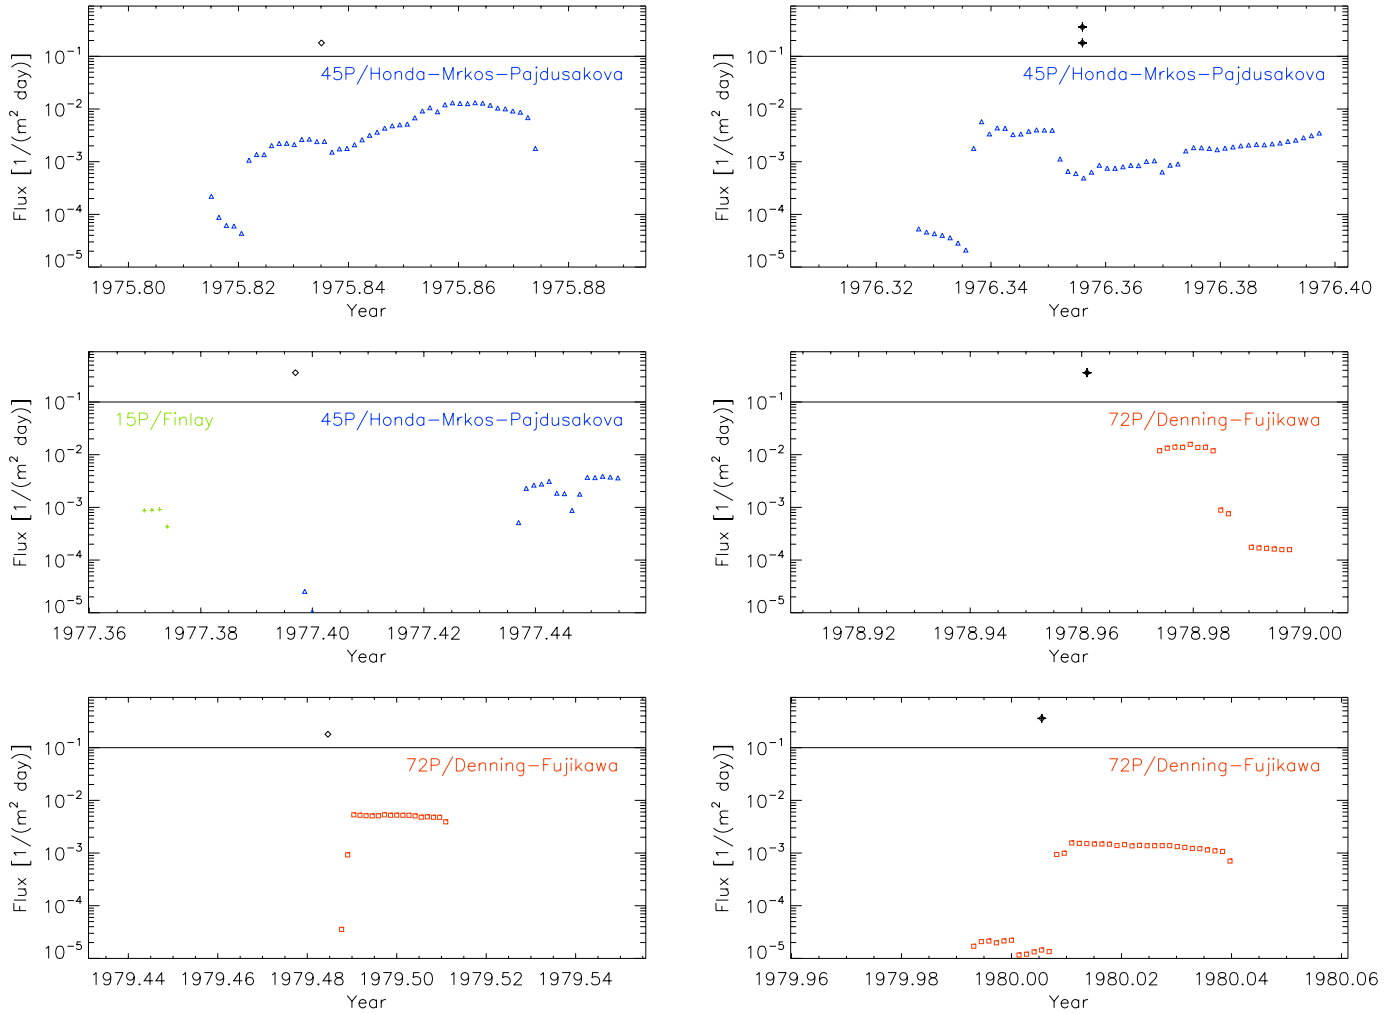 10⁻¹
10⁻²
10⁻³
10⁻⁴
10⁻⁵
Flux [1/(m² day)]
45P/Honda−Mrkos−Pajdusakova
1975.80 1975.82 1975.84 1975.86 1975.88
Year
10⁻¹
10⁻²
10⁻³
10⁻⁴
10⁻⁵
Flux [1/(m² day)]
45P/Honda−Mrkos−Pajdusakova
1976.32 1976.34 1976.36 1976.38 1976.40
Year
10⁻¹
10⁻²
10⁻³
10⁻⁴
10⁻⁵
Flux [1/(m² day)]
15P/Finlay 45P/Honda−Mrkos−Pajdusakova
1977.36 1977.38 1977.40 1977.42 1977.44
Year
10⁻¹
10⁻²
10⁻³
10⁻⁴
10⁻⁵
Flux [1/(m² day)]
72P/Denning−Fujikawa
1978.92 1978.94 1978.96 1978.98 1979.00
Year
10⁻¹
10⁻²
10⁻³
10⁻⁴
10⁻⁵
Flux [1/(m² day)]
72P/Denning−Fujikawa
1979.44 1979.46 1979.48 1979.50 1979.52 1979.54
Year
10⁻¹
10⁻²
10⁻³
10⁻⁴
10⁻⁵
Flux [1/(m² day)]
72P/Denning−Fujikawa
1979.96 1979.98 1980.00 1980.02 1980.04 1980.06
Year